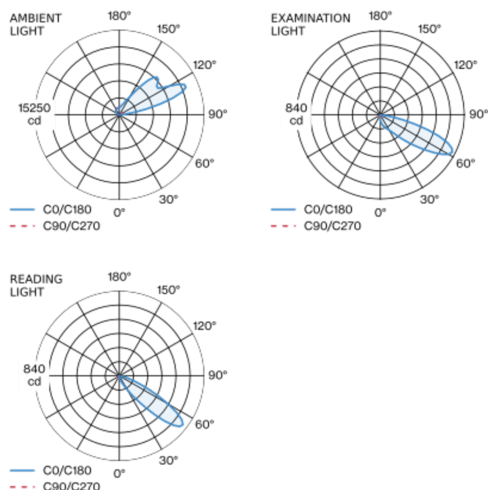 AMBIENT
LIGHT
180°
150°
120°
15250
cd
90°
60°
30°
0°
C0/C180
C90/C270
EXAMINATION
LIGHT
180°
150°
120°
840
cd
90°
60°
30°
0°
C0/C180
C90/C270
READING
LIGHT
180°
150°
120°
840
cd
90°
60°
30°
0°
C0/C180
C90/C270